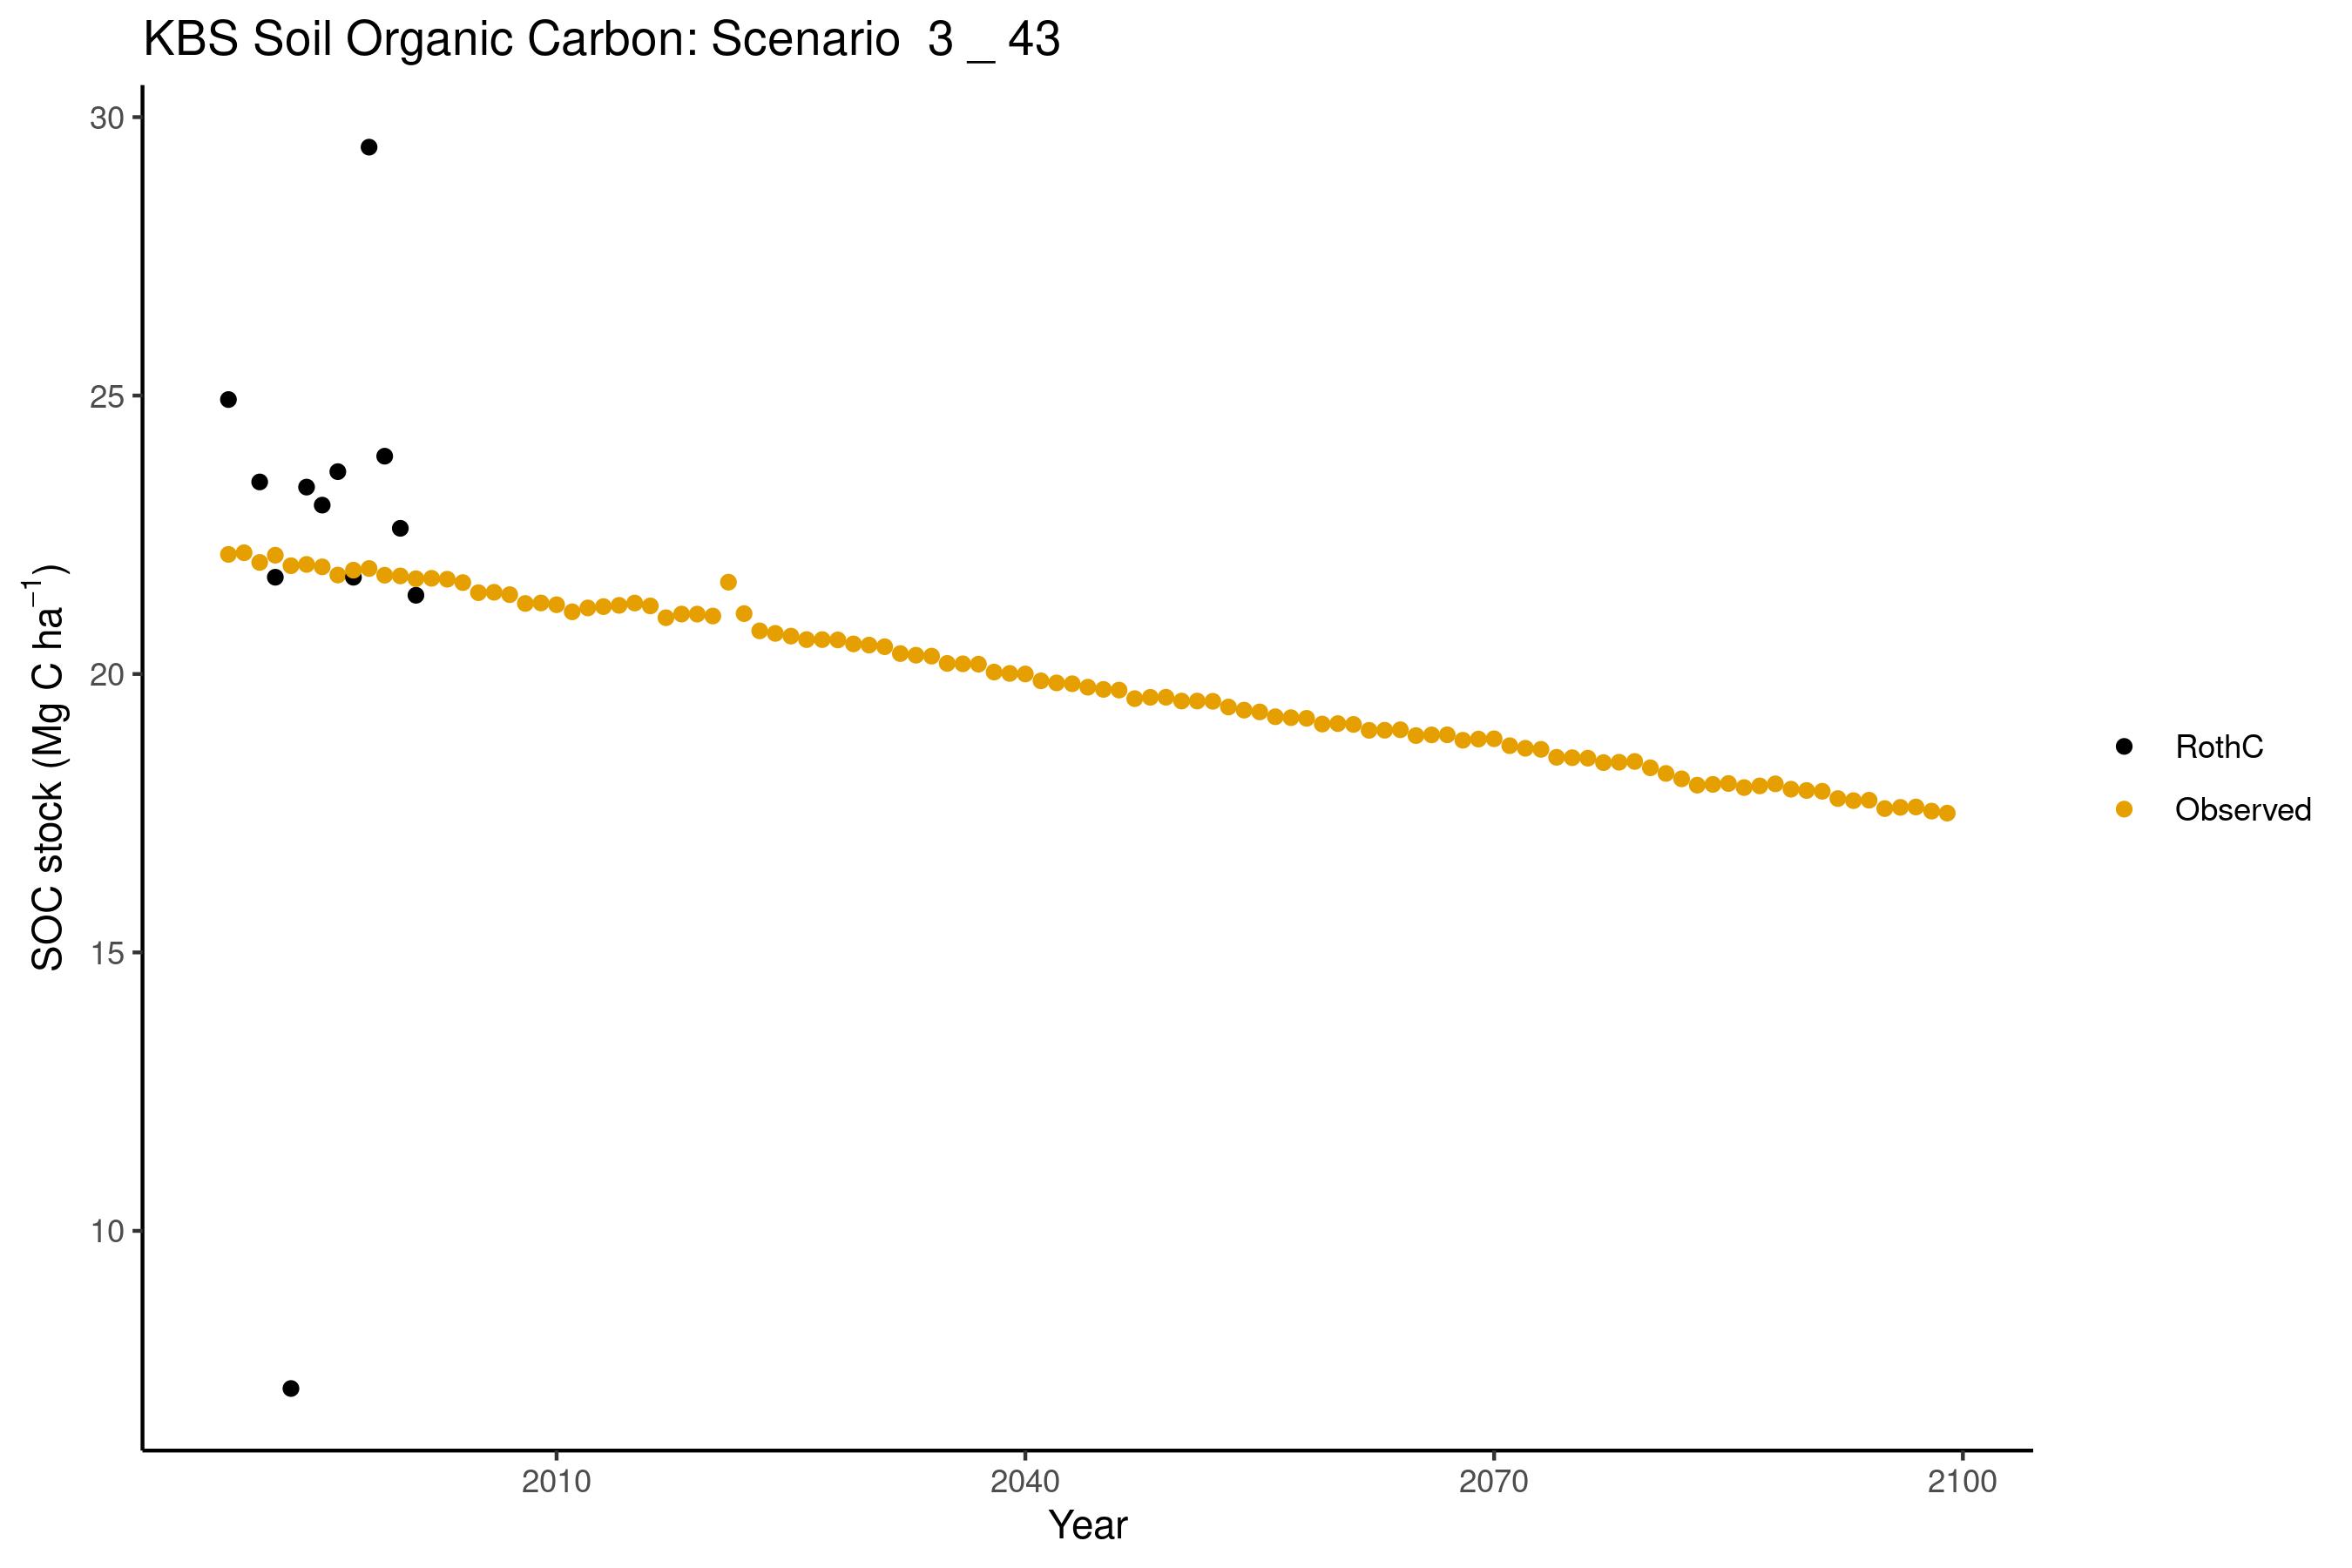 KBS Soil Organic Carbon: Scenario  3 _ 43
30
25
20
15
10
SOC stock (Mg C ha⁻¹)
2010 2040 2070 2100
Year
RothC
Observed